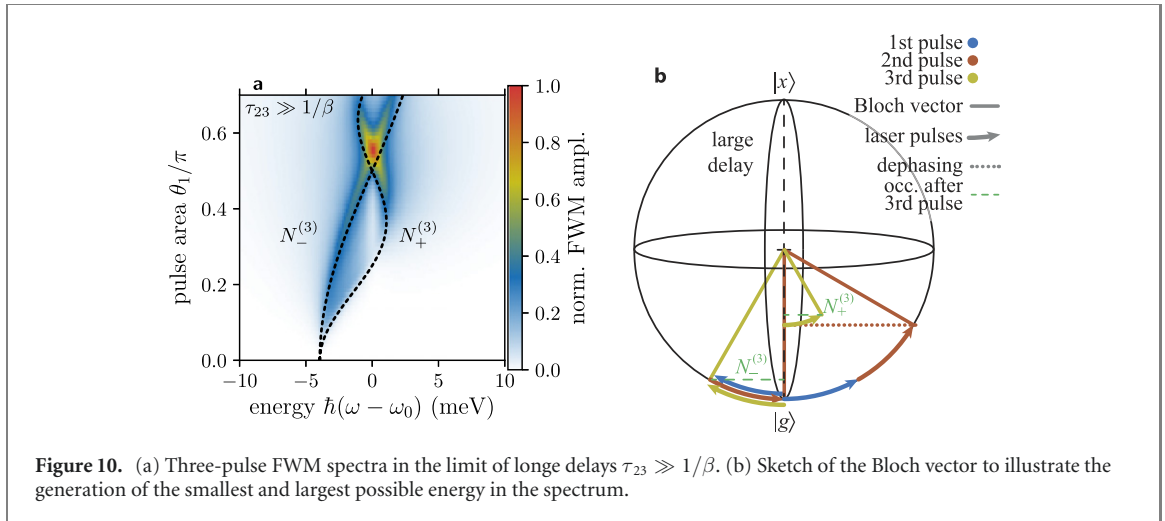 a
τ₂₃ ≫ 1/β
pulse area θ₁/π
0.6
0.4
0.2
0.0
N₋⁽³⁾
N₊⁽³⁾
−10
−5
0
5
10
energy ℏ(ω − ω₀) (meV)
1.0
0.8
0.6
0.4
0.2
0.0
norm. FWM ampl.
b
|x⟩
large
delay
N₊⁽³⁾
N₋⁽³⁾
|g⟩
1st pulse
2nd pulse
3rd pulse
Bloch vector
laser pulses
dephasing
occ. after
3rd pulse
Figure 10. (a) Three-pulse FWM spectra in the limit of longe delays τ₂₃ ≫ 1/β. (b) Sketch of the Bloch vector to illustrate the
generation of the smallest and largest possible energy in the spectrum.